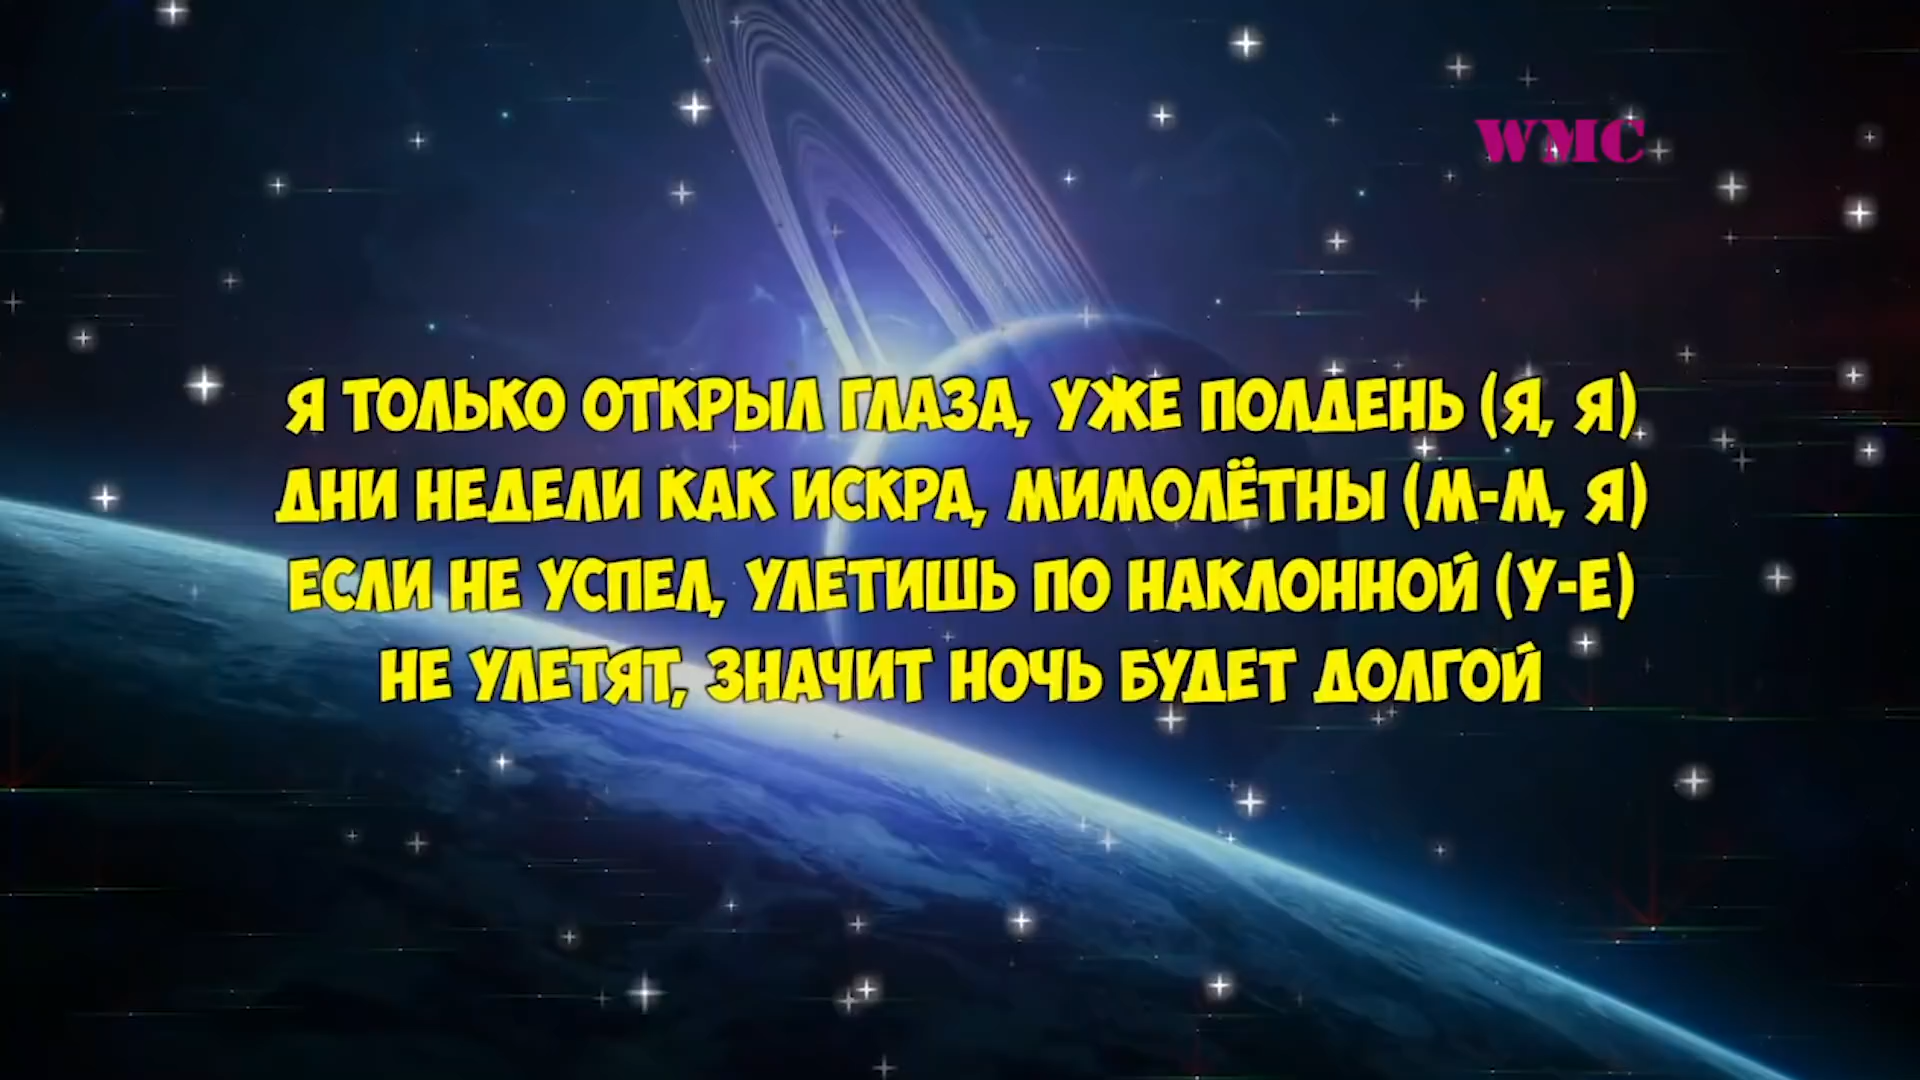 WMC
Я ТОЛЬКО ОТКРЫЛ ГЛАЗА, УЖЕ ПОЛДЕНЬ (Я, Я)
ДНИ НЕДЕЛИ КАК ИСКРА, МИМОЛЁТНЫ (М-М, Я)
ЕСЛИ НЕ УСПЕЛ, УЛЕТИШЬ ПО НАКЛОННОЙ (У-Е)
НЕ УЛЕТЯТ, ЗНАЧИТ НОЧЬ БУДЕТ ДОЛГОЙ